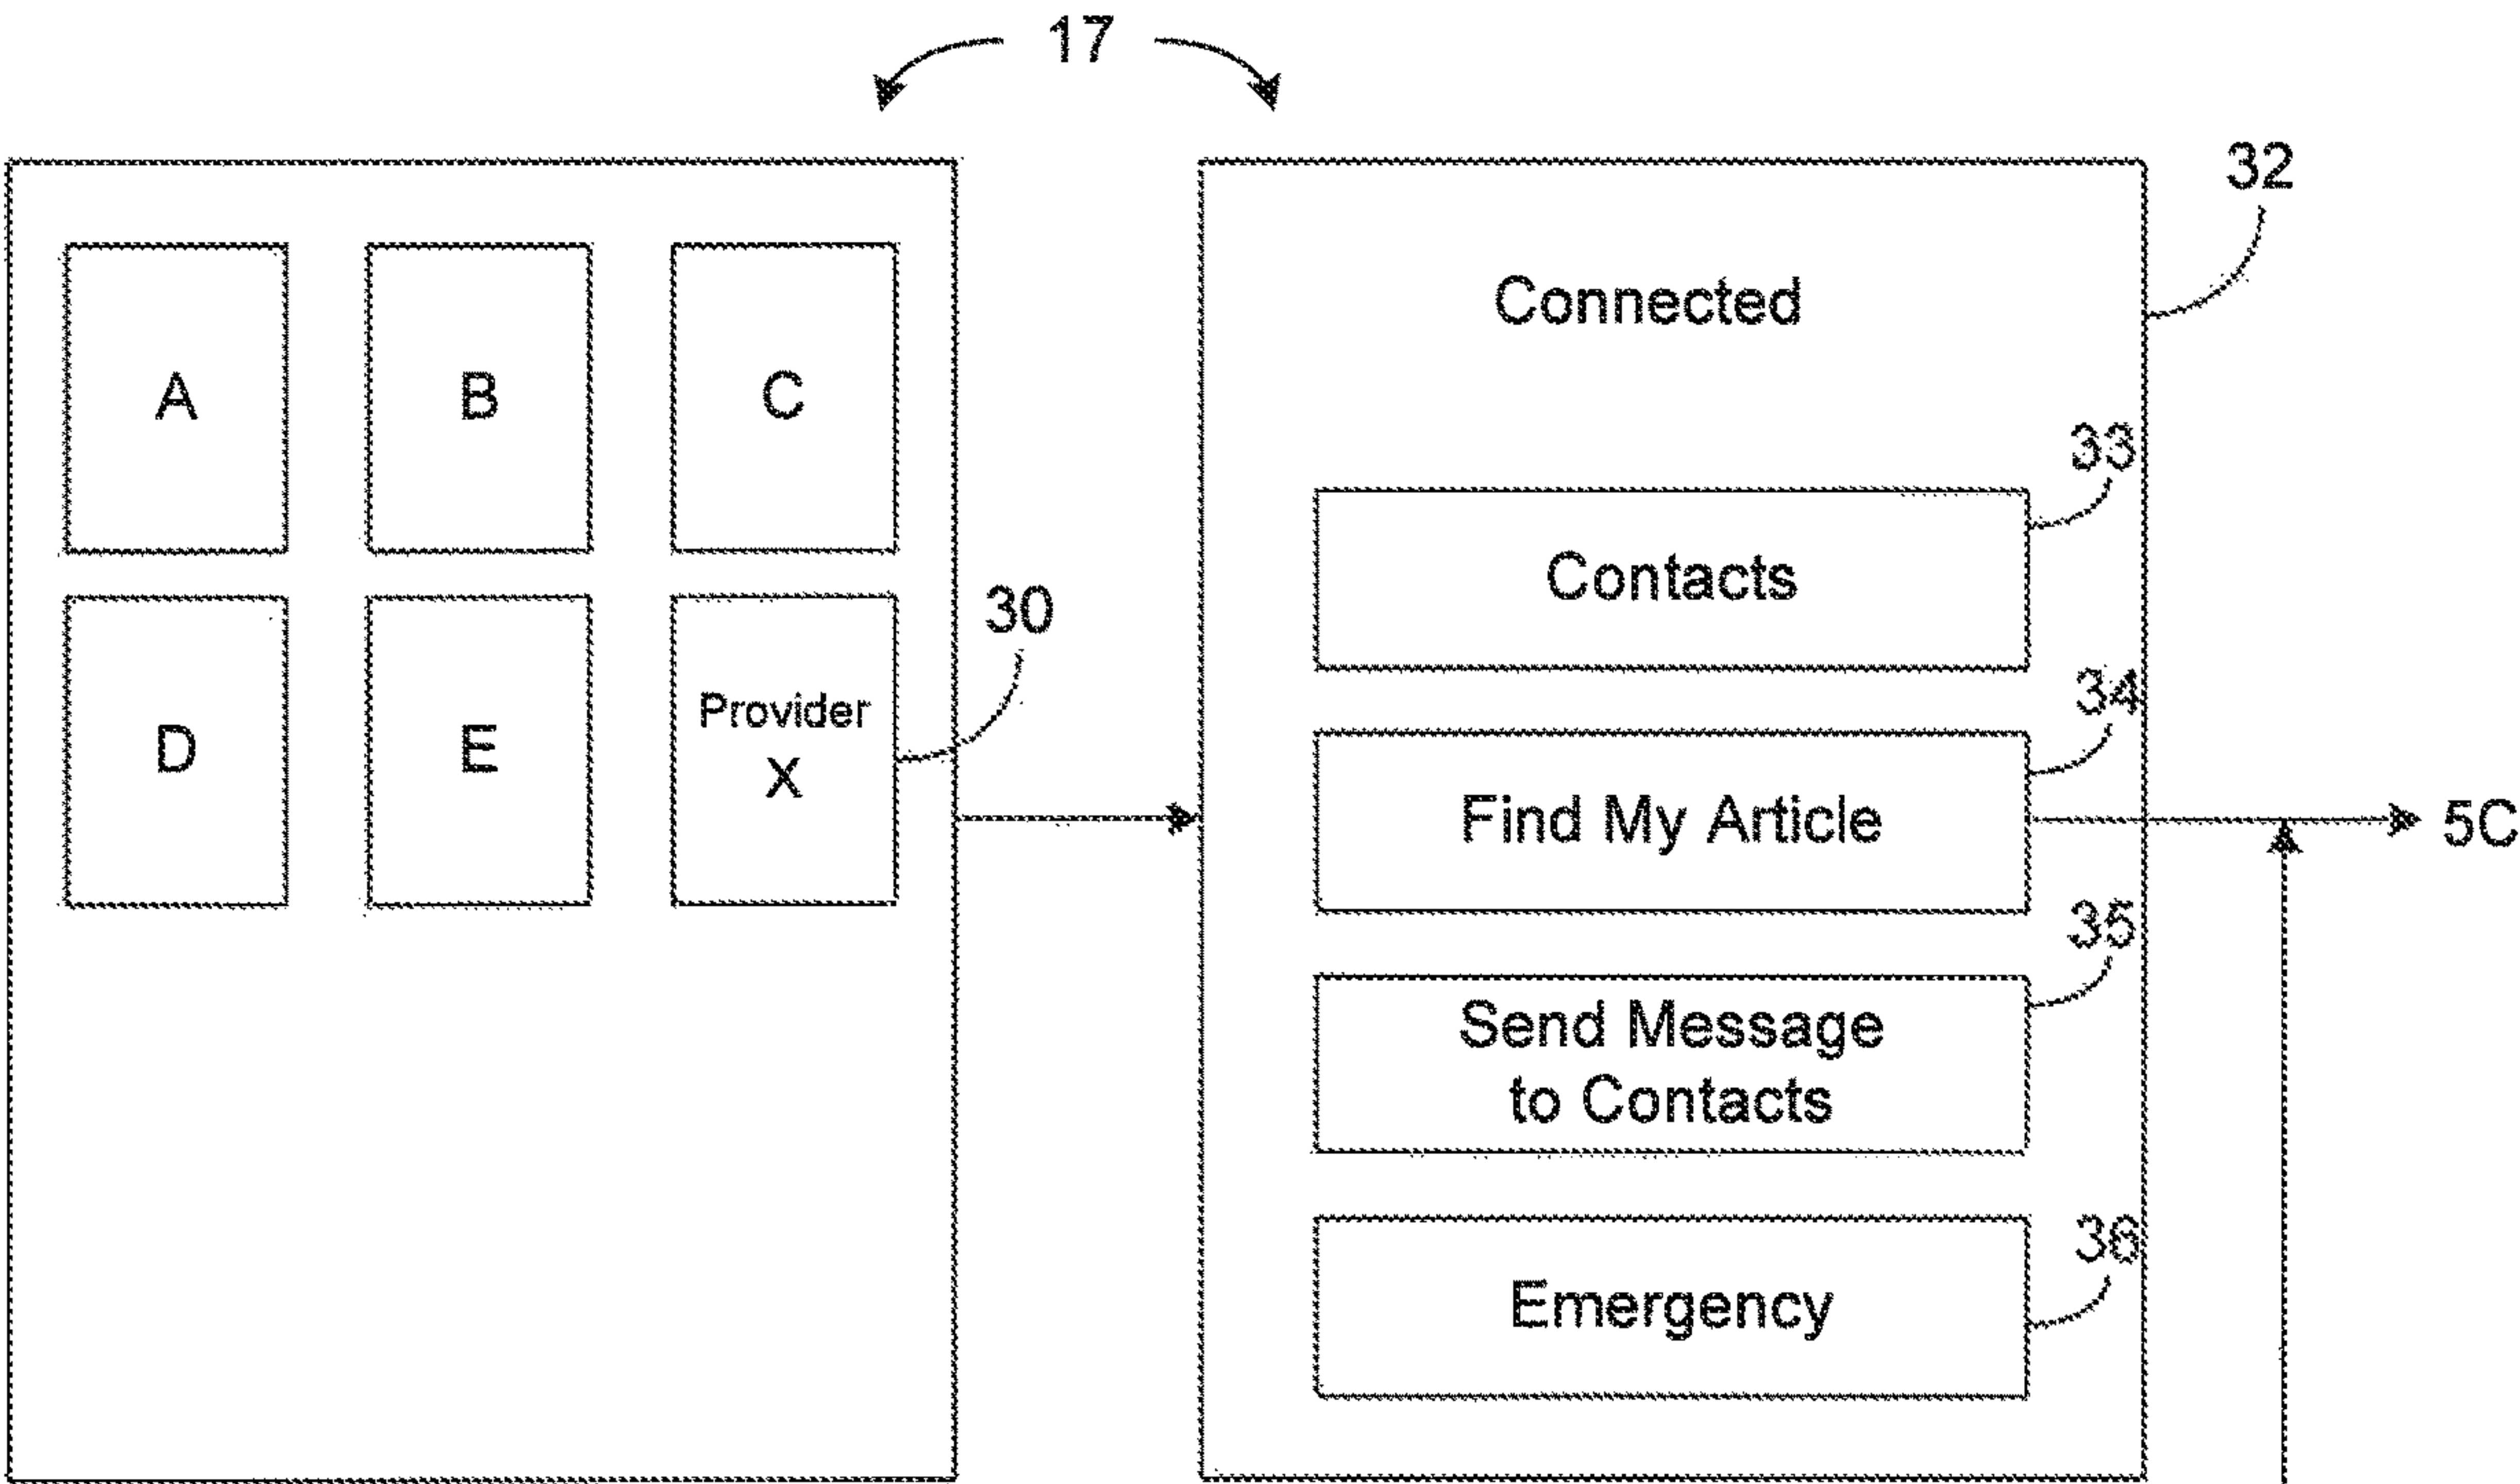 17
32
A
B
C
Connected
33
Contacts
30
D
E
Provider
X
34
Find My Article
5C
35
Send Message
to Contacts
36
Emergency